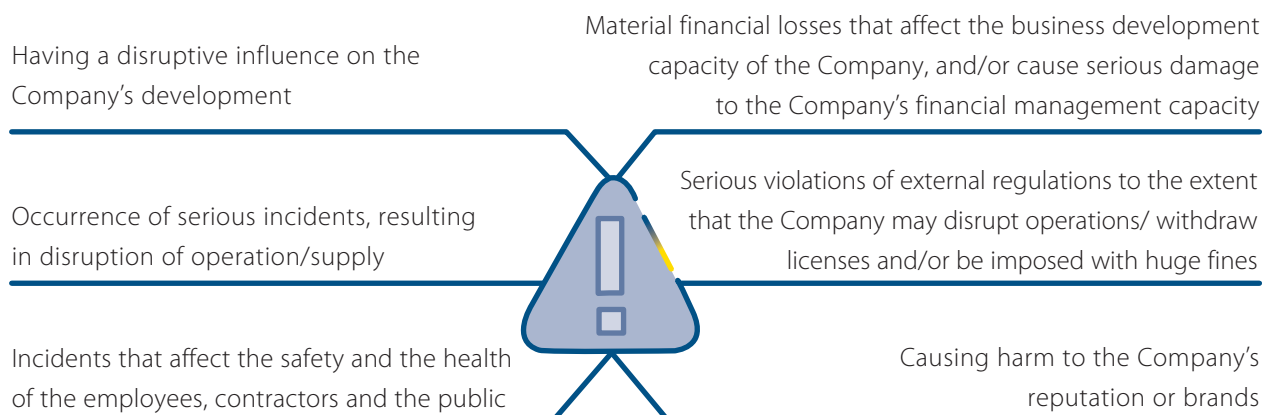 Having a disruptive influence on the
Company’s development
Material financial losses that affect the business development
capacity of the Company, and/or cause serious damage
to the Company’s financial management capacity
Occurrence of serious incidents, resulting
in disruption of operation/supply
Serious violations of external regulations to the extent
that the Company may disrupt operations/ withdraw
licenses and/or be imposed with huge fines
Incidents that affect the safety and the health
of the employees, contractors and the public
Causing harm to the Company’s
reputation or brands